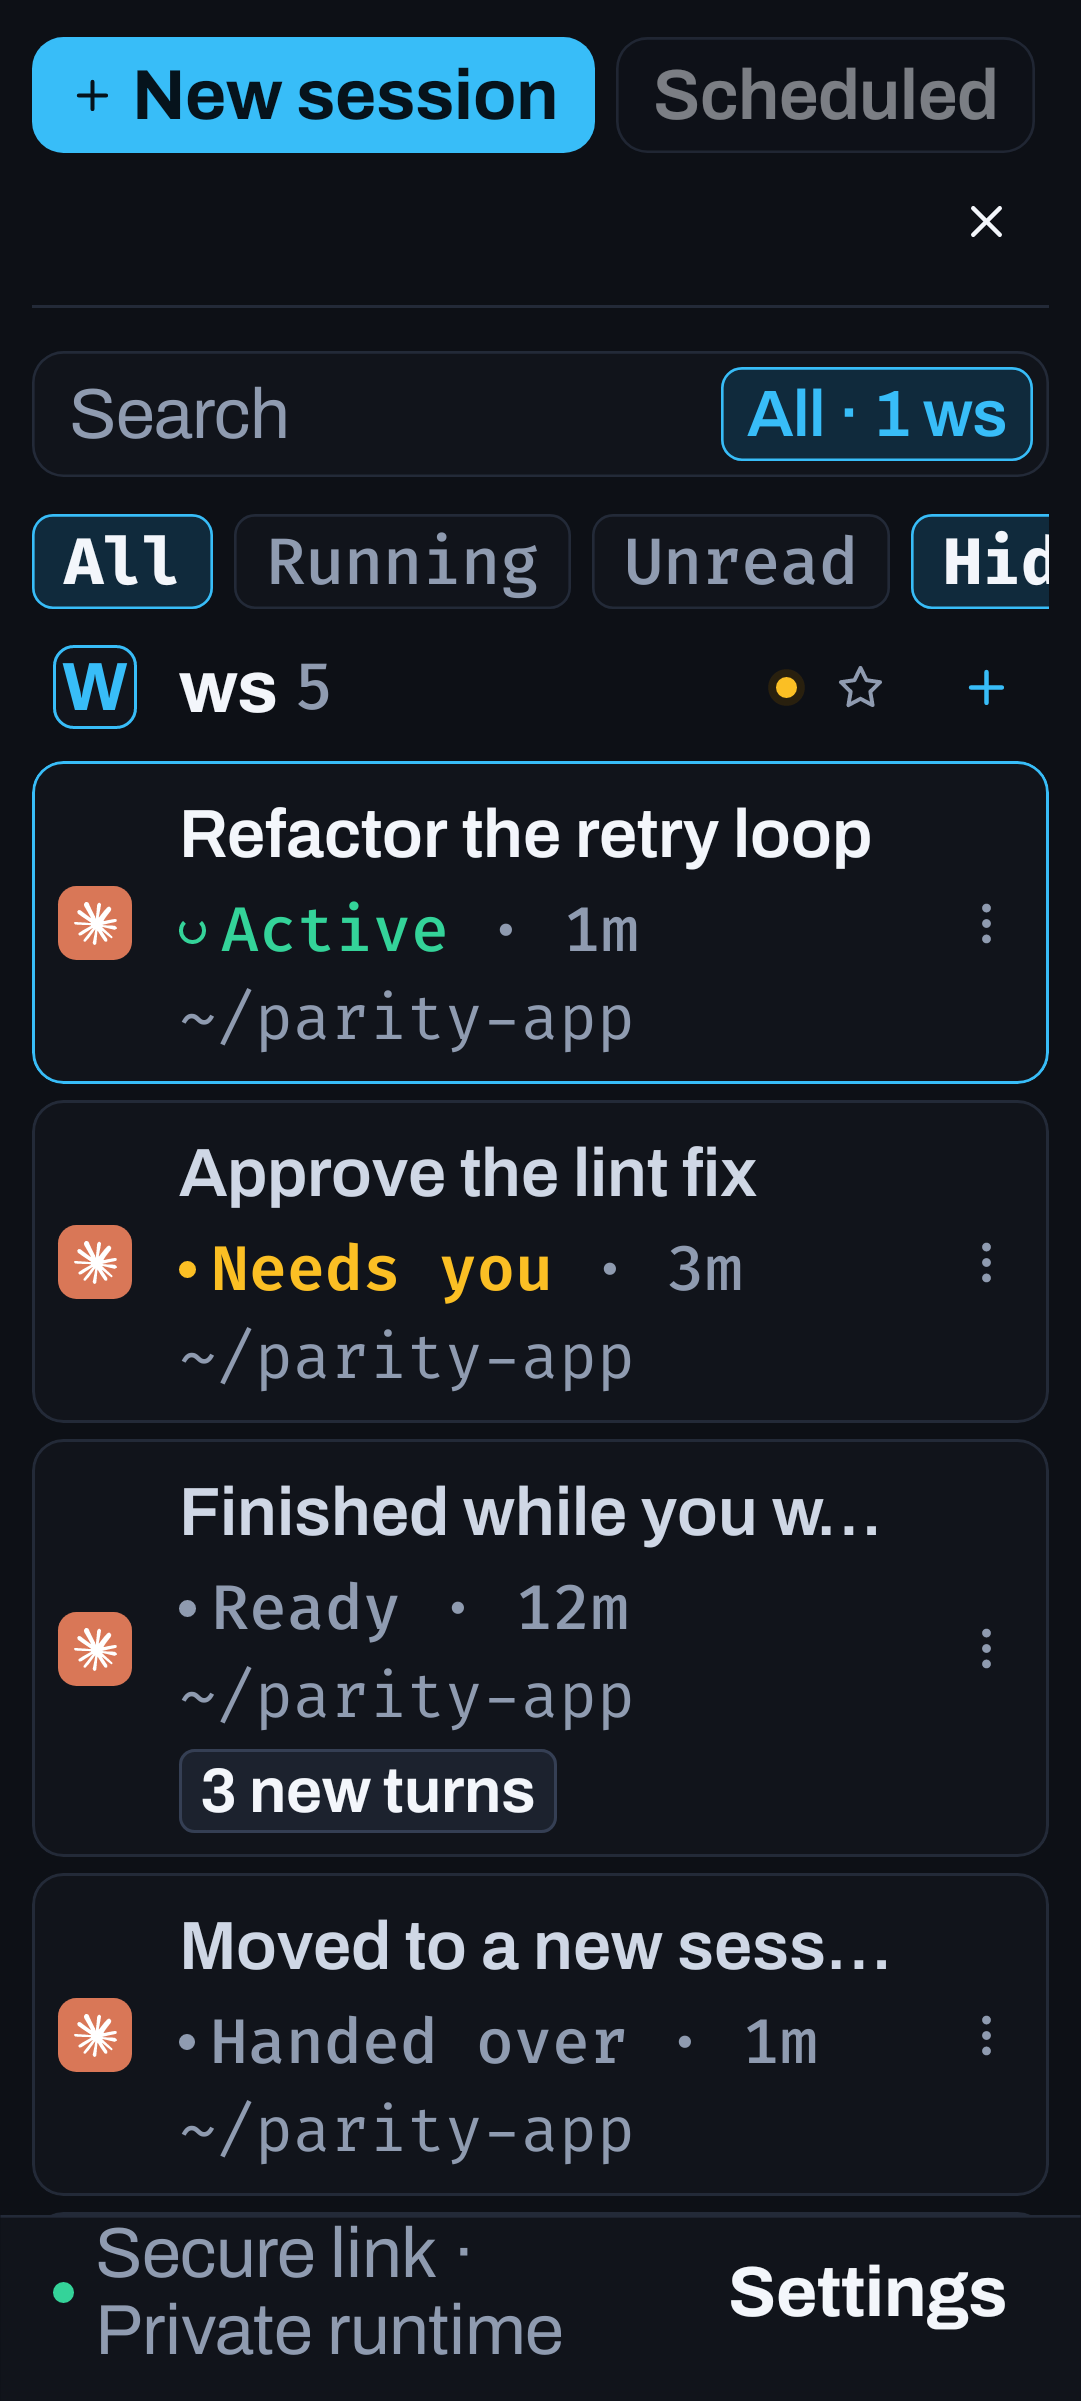 + New session
Scheduled
Search
All · 1 ws
All
Running
Unread
Hid
W
ws 5
Refactor the retry loop
Active · 1m
~/parity-app
Approve the lint fix
Needs you · 3m
~/parity-app
Finished while you w...
Ready · 12m
~/parity-app
3 new turns
Moved to a new sess...
Handed over · 1m
~/parity-app
Secure link ·
Private runtime
Settings